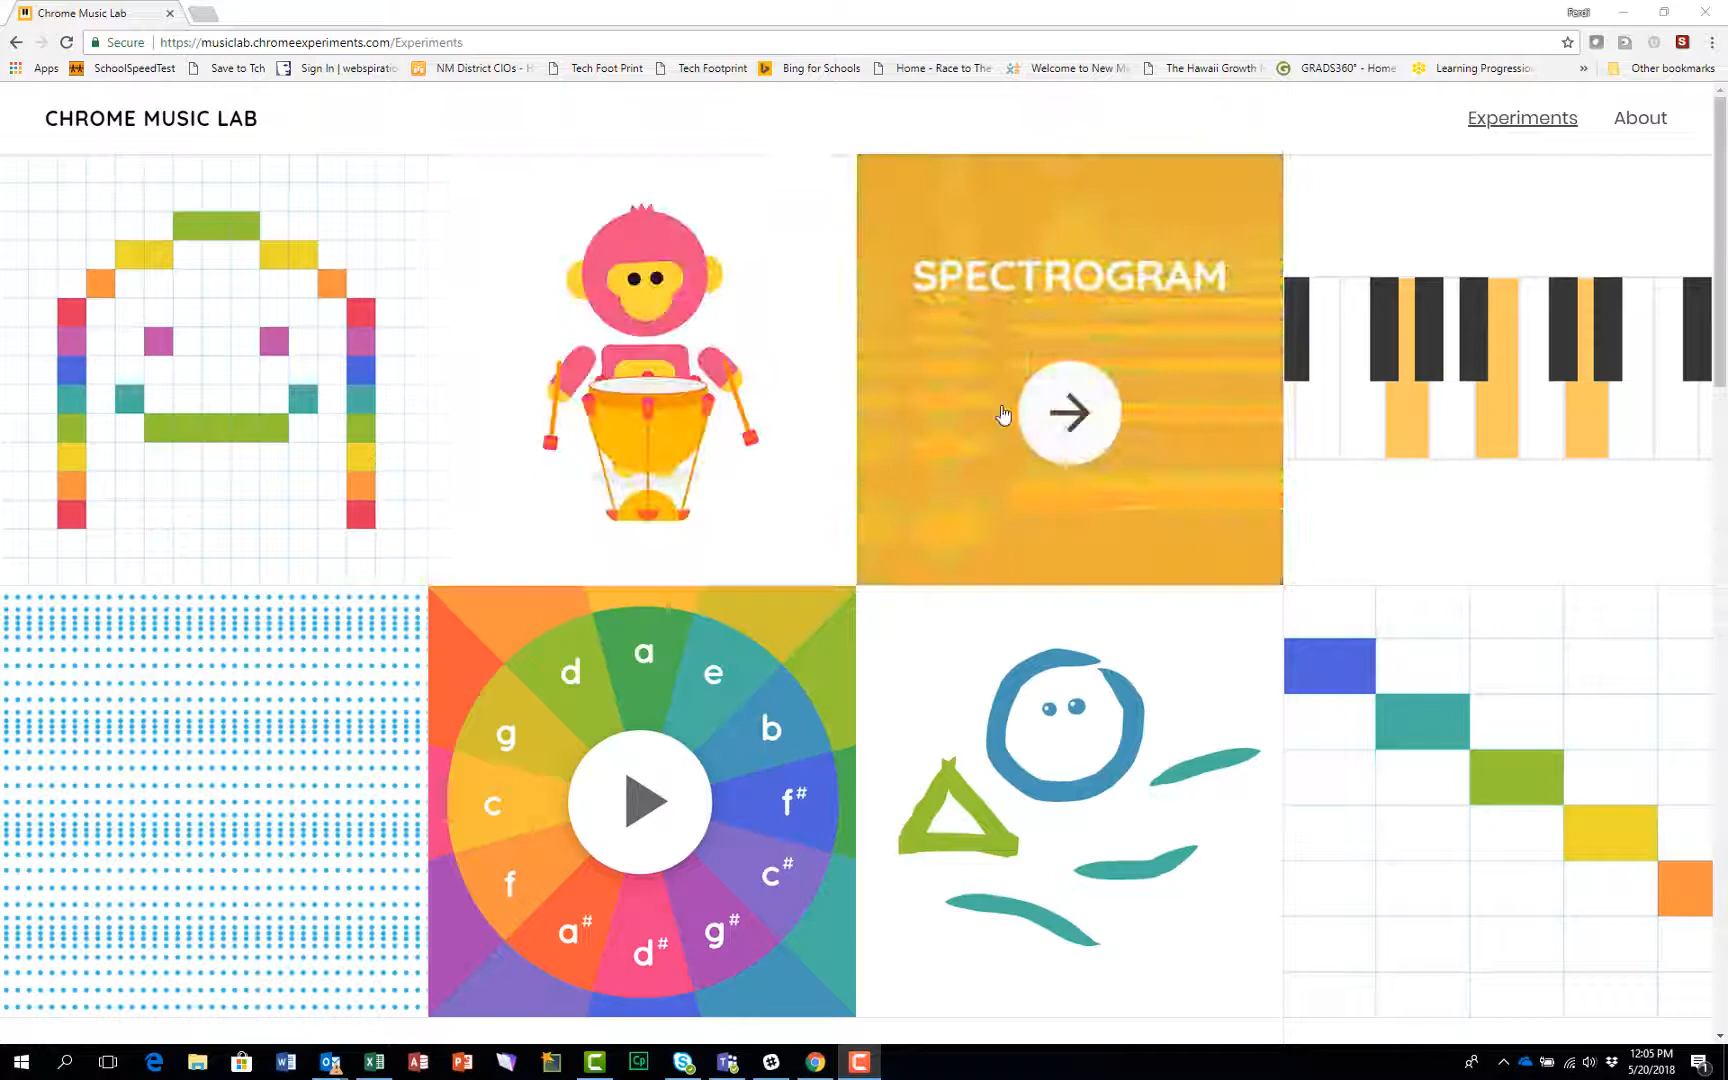 Chrome Music Lab
Ferdi
Secure https://musiclab.chromeexperiments.com/Experiments
Apps SchoolSpeedTest Save to Tch Sign In | webspiratio Tech Foot Print Tech Footprint Bing for Schools Home - Race to The Welcome to New M The Hawaii Growth GRADS360° - Home Learning Progressio » Other bookmarks
NM District CIOs - H
CHROME MUSIC LAB
Experiments About
SPECTROGRAM
a
d e
g b
c f#
f c#
a# g#
d#
12:05 PM
5/20/2018